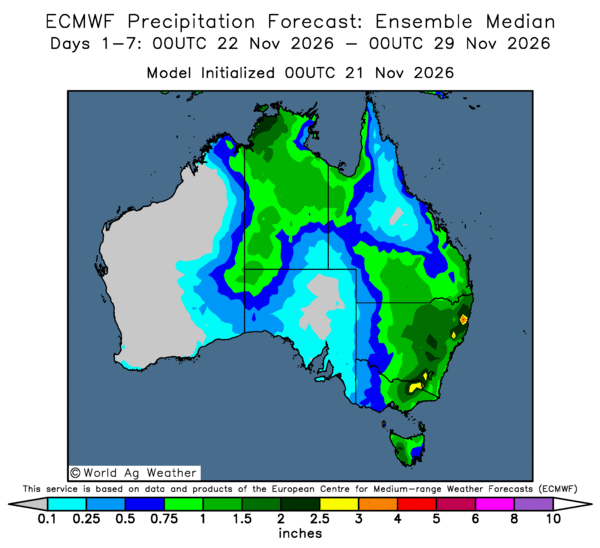 ECMWF Precipitation Forecast: Ensemble Median
Days 1-7: 00UTC 22 Nov 2026 - 00UTC 29 Nov 2026
Model Initialized 00UTC 21 Nov 2026
© World Ag Weather
This service is based on data and products of the European Centre for Medium-range Weather Forecasts (ECMWF)
0.1 0.25 0.5 0.75 1 1.5 2 2.5 3 4 5 6 8 10
inches